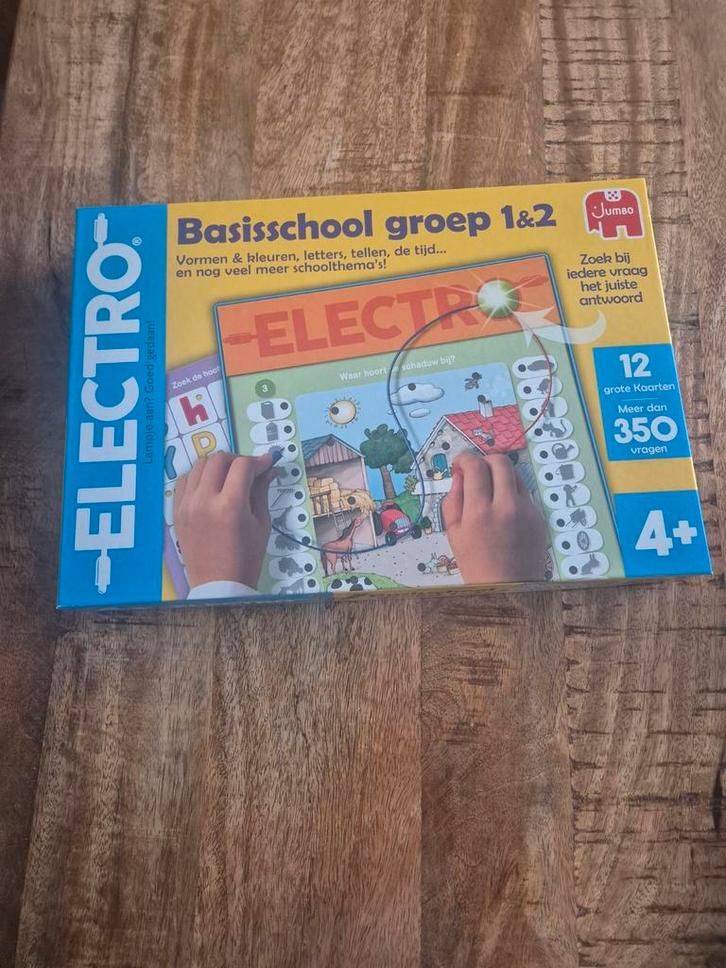 ELECTRO®
Lampje aan? Goed gedaan!
Basisschool groep 1&2
Vormen & kleuren, letters, tellen, de tijd...
en nog veel meer schoolthema's!
JUMBO
Zoek bij
iedere vraag
het juiste
antwoord
ELECTRO
3
Waar hoort schaduw bij?
Zoek de
h
p
12
grote Kaarten
Meer dan
350
vragen
4+